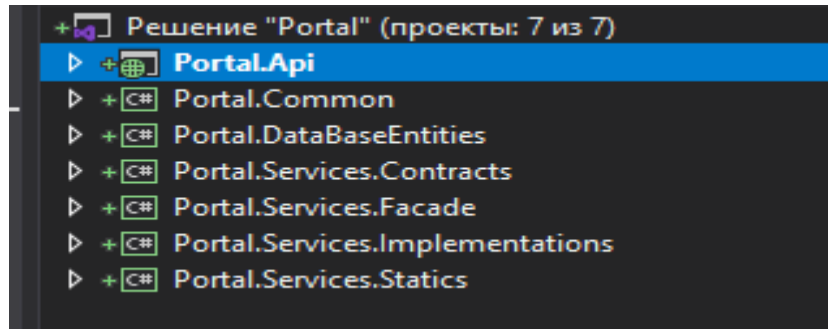 Решение "Portal" (проекты: 7 из 7)
Portal.Api
C# Portal.Common
C# Portal.DataBaseEntities
C# Portal.Services.Contracts
C# Portal.Services.Facade
C# Portal.Services.Implementations
C# Portal.Services.Statics